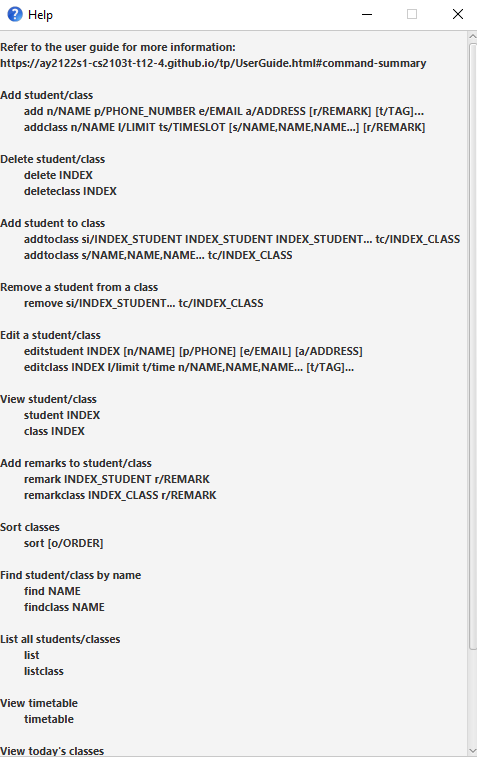 Help
Refer to the user guide for more information:
https://ay2122s1-cs2103t-t12-4.github.io/tp/UserGuide.html#command-summary
Add student/class
add n/NAME p/PHONE_NUMBER e/EMAIL a/ADDRESS [r/REMARK] [t/TAG]...
addclass n/NAME l/LIMIT ts/TIMESLOT [s/NAME,NAME,NAME...] [r/REMARK]
Delete student/class
delete INDEX
deleteclass INDEX
Add student to class
addtoclass si/INDEX_STUDENT INDEX_STUDENT INDEX_STUDENT... tc/INDEX_CLASS
addtoclass s/NAME,NAME,NAME... tc/INDEX_CLASS
Remove a student from a class
remove si/INDEX_STUDENT... tc/INDEX_CLASS
Edit a student/class
editstudent INDEX [n/NAME] [p/PHONE] [e/EMAIL] [a/ADDRESS]
editclass INDEX l/limit t/time n/NAME,NAME,NAME... [t/TAG]...
View student/class
student INDEX
class INDEX
Add remarks to student/class
remark INDEX_STUDENT r/REMARK
remarkclass INDEX_CLASS r/REMARK
Sort classes
sort [o/ORDER]
Find student/class by name
find NAME
findclass NAME
List all students/classes
list
listclass
View timetable
timetable
View today's classes